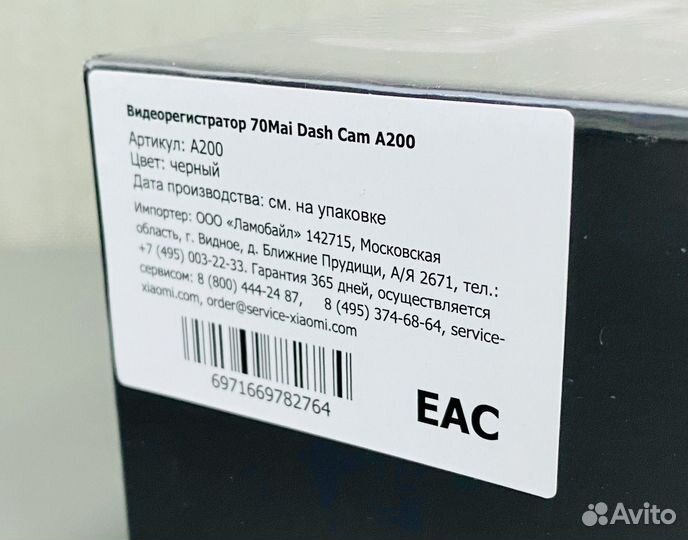 Видеорегистратор 70Mai Dash Cam A200
Артикул: A200
Цвет: черный
Дата производства: см. на упаковке
Импортер: ООО «Ламобайл» 142715, Московская
область, г. Видное, д. Ближние Прудищи, А/Я 2671, тел.:
+7 (495) 003-22-33. Гарантия 365 дней, осуществляется
сервисом: 8 (800) 444-24 87, 8 (495) 374-68-64, service-
xiaomi.com, order@service-xiaomi.com
6971669782764
EAC
Avito